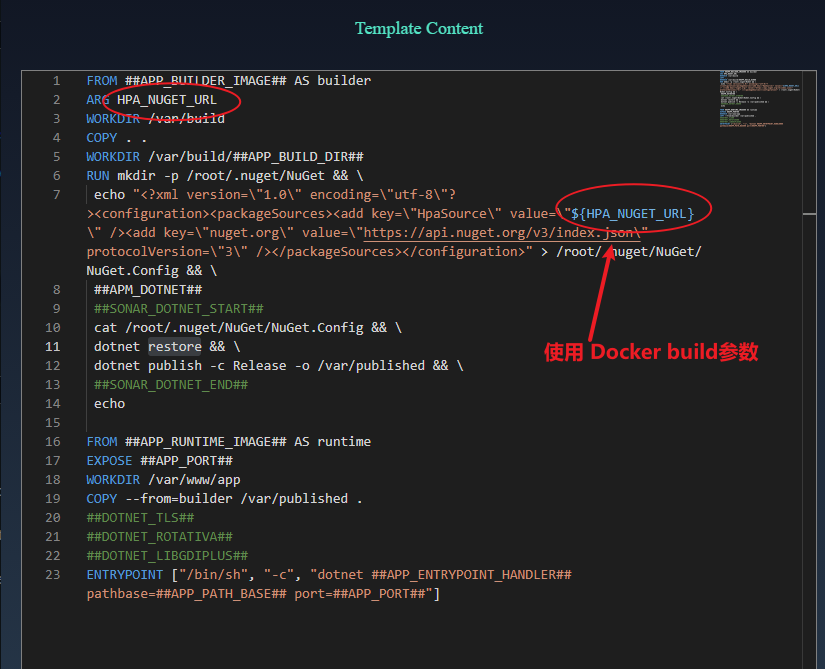 Template Content
1 FROM ##APP_BUILDER_IMAGE## AS builder
2 ARG HPA_NUGET_URL
3 WORKDIR /var/build
4 COPY . .
5 WORKDIR /var/build/##APP_BUILD_DIR##
6 RUN mkdir -p /root/.nuget/NuGet && \
7 echo "<?xml version=\"1.0\" encoding=\"utf-8\"?
><configuration><packageSources><add key=\"HpaSource\" value=\"${HPA_NUGET_URL}
\" /><add key=\"nuget.org\" value=\"https://api.nuget.org/v3/index.json\"
protocolVersion=\"3\" /></packageSources></configuration>" > /root/.nuget/NuGet/
NuGet.Config && \
8 ##APM_DOTNET##
9 ##SONAR_DOTNET_START##
10 cat /root/.nuget/NuGet/NuGet.Config && \
11 dotnet restore && \
使用 Docker build参数
12 dotnet publish -c Release -o /var/published && \
13 ##SONAR_DOTNET_END##
14 echo
15
16 FROM ##APP_RUNTIME_IMAGE## AS runtime
17 EXPOSE ##APP_PORT##
18 WORKDIR /var/www/app
19 COPY --from=builder /var/published .
20 ##DOTNET_TLS##
21 ##DOTNET_ROTATIVA##
22 ##DOTNET_LIBGDIPLUS##
23 ENTRYPOINT ["/bin/sh", "-c", "dotnet ##APP_ENTRYPOINT_HANDLER##
pathbase=##APP_PATH_BASE## port=##APP_PORT##"]